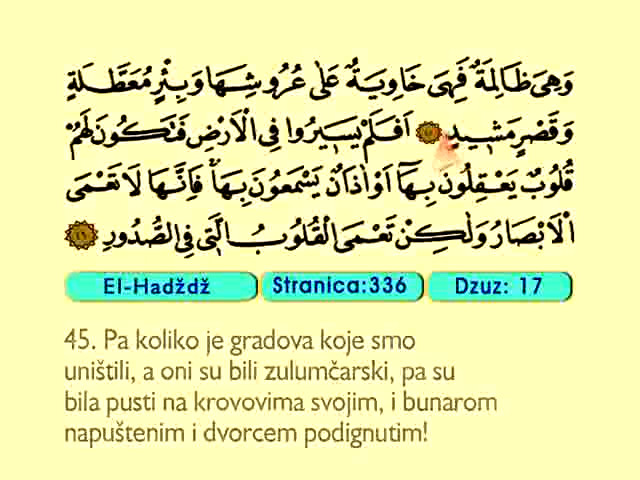 وَهِىَ ظَالِمَةٌ فَهِىَ خَاوِيَةٌ عَلٰى عُرُوشِهَا وَبِئْرٍ مُعَطَّلَةٍ
وَقَصْرٍ مَشٖيدٍ ﴿٤٥﴾ اَفَلَمْ يَسٖيرُوا فِى الْاَرْضِ فَتَكُونَ لَهُمْ
قُلُوبٌ يَعْقِلُونَ بِهَٓا اَوْ اٰذَانٌ يَسْمَعُونَ بِهَاۚ فَاِنَّهَا لَا تَعْمَى
الْاَبْصَارُ وَلٰكِنْ تَعْمَى الْقُلُوبُ الَّتٖى فِى الصُّدُورِ ﴿٤٦﴾
El-Hadždž Stranica:336 Dzuz: 17
45. Pa koliko je gradova koje smo
uništili, a oni su bili zulumčarski, pa su
bila pusti na krovovima svojim, i bunarom
napuštenim i dvorcem podignutim!